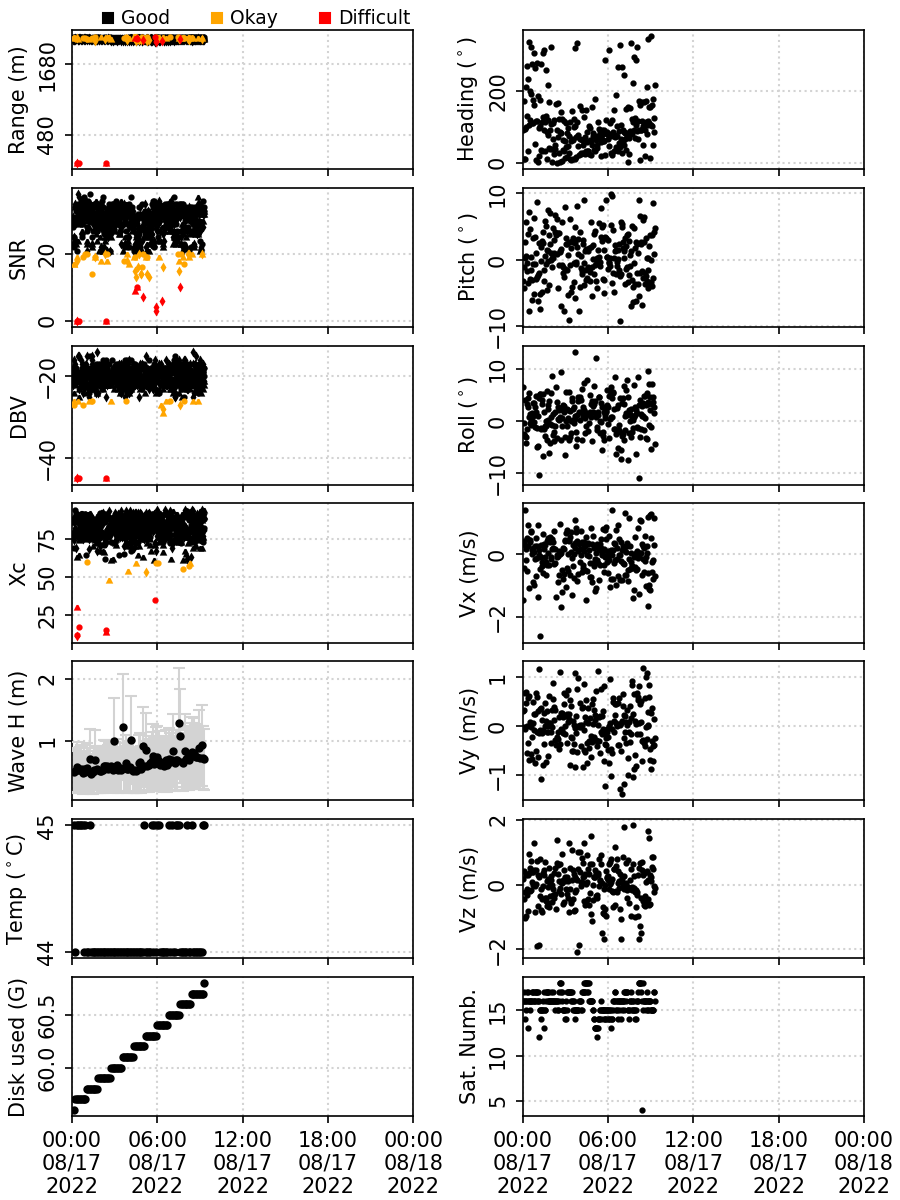 Good Okay Difficult
Range (m)
1680
480
Heading (°)
200
0
SNR
20
0
Pitch (°)
10
0
−10
DBV
−20
−40
Roll (°)
10
0
−10
Xc
75
50
25
Vx (m/s)
0
−2
Wave H (m)
2
1
Vy (m/s)
1
0
−1
Temp (°C)
45
44
Vz (m/s)
2
0
−2
Disk used (G)
60.5
60.0
Sat. Numb.
15
10
5
00:00 06:00 12:00 18:00 00:00
08/17 08/17 08/17 08/17 08/18
2022 2022 2022 2022 2022
00:00 06:00 12:00 18:00 00:00
08/17 08/17 08/17 08/17 08/18
2022 2022 2022 2022 2022